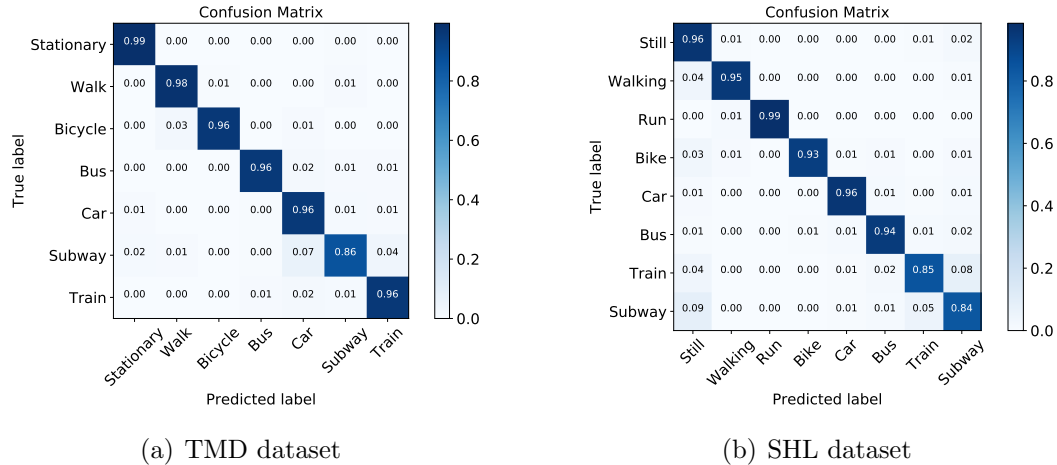 Confusion Matrix
Stationary 0.99 0.00 0.00 0.00 0.00 0.00 0.00
Walk 0.00 0.98 0.01 0.00 0.00 0.01 0.00
Bicycle 0.00 0.03 0.96 0.00 0.01 0.00 0.00
Bus 0.00 0.00 0.00 0.96 0.02 0.01 0.01
Car 0.01 0.00 0.00 0.00 0.96 0.01 0.01
Subway 0.02 0.01 0.00 0.00 0.07 0.86 0.04
Train 0.00 0.00 0.00 0.01 0.02 0.01 0.96
True label
Stationary Walk Bicycle Bus Car Subway Train
Predicted label
0.8
0.6
0.4
0.2
0.0
(a) TMD dataset
Confusion Matrix
Still 0.96 0.01 0.00 0.00 0.00 0.00 0.01 0.02
Walking 0.04 0.95 0.00 0.00 0.00 0.00 0.00 0.01
Run 0.00 0.01 0.99 0.00 0.00 0.00 0.00 0.00
Bike 0.03 0.01 0.00 0.93 0.01 0.01 0.00 0.01
Car 0.01 0.00 0.00 0.00 0.96 0.01 0.00 0.01
Bus 0.01 0.00 0.00 0.00 0.01 0.94 0.01 0.02
Train 0.04 0.00 0.00 0.00 0.01 0.02 0.85 0.08
Subway 0.09 0.00 0.00 0.00 0.01 0.01 0.05 0.84
True label
Still Walking Run Bike Car Bus Train Subway
Predicted label
0.8
0.6
0.4
0.2
0.0
(b) SHL dataset